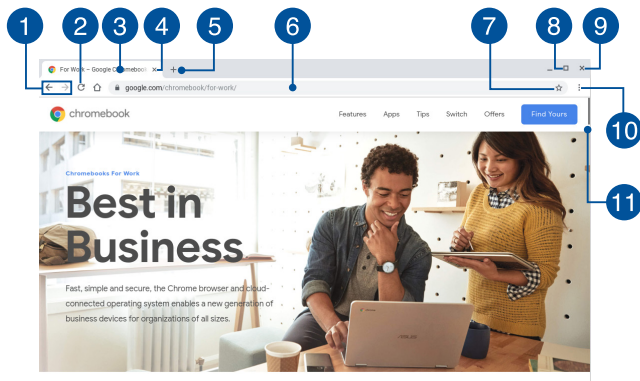 1 2 3 4 5 6 7 8 9
For Work – Google Chromebook
google.com/chromebook/for-work/
10
chromebook Features Apps Tips Switch Offers Find Yours
11
Chromebooks For Work
Best in
Business
Fast, simple and secure, the Chrome browser and cloud-
connected operating system enables a new generation of
business devices for organizations of all sizes.
ASUS